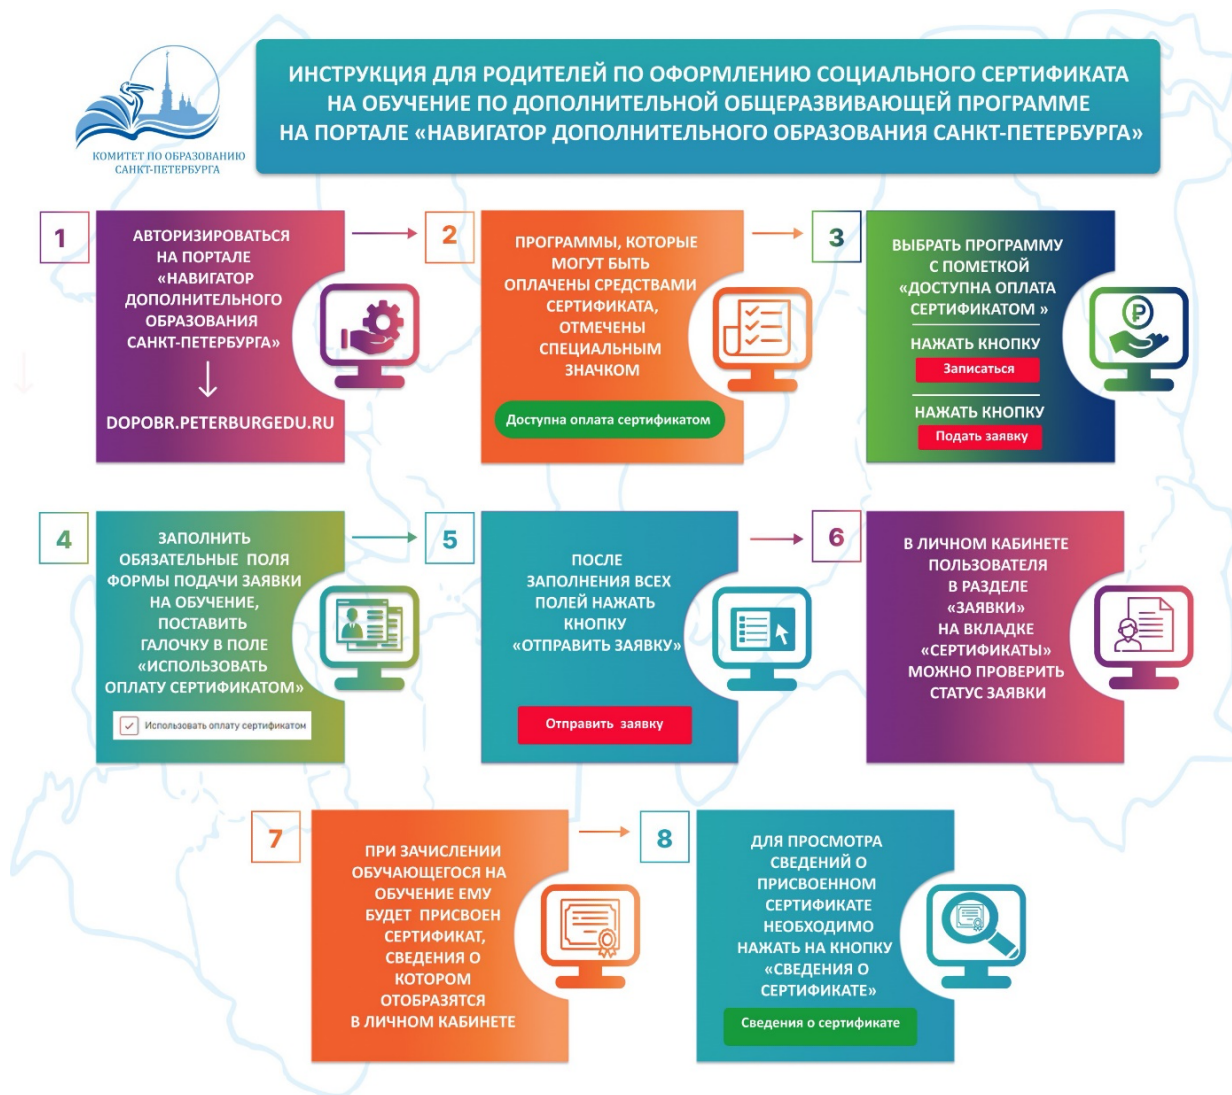 КОМИТЕТ ПО ОБРАЗОВАНИЮ
САНКТ-ПЕТЕРБУРГА
ИНСТРУКЦИЯ ДЛЯ РОДИТЕЛЕЙ ПО ОФОРМЛЕНИЮ СОЦИАЛЬНОГО СЕРТИФИКАТА
НА ОБУЧЕНИЕ ПО ДОПОЛНИТЕЛЬНОЙ ОБЩЕРАЗВИВАЮЩЕЙ ПРОГРАММЕ
НА ПОРТАЛЕ «НАВИГАТОР ДОПОЛНИТЕЛЬНОГО ОБРАЗОВАНИЯ САНКТ-ПЕТЕРБУРГА»
1
АВТОРИЗИРОВАТЬСЯ
НА ПОРТАЛЕ
«НАВИГАТОР
ДОПОЛНИТЕЛЬНОГО
ОБРАЗОВАНИЯ
САНКТ-ПЕТЕРБУРГА»
DOPOBR.PETERBURGEDU.RU
2
ПРОГРАММЫ, КОТОРЫЕ
МОГУТ БЫТЬ
ОПЛАЧЕНЫ СРЕДСТВАМИ
СЕРТИФИКАТА,
ОТМЕЧЕНЫ
СПЕЦИАЛЬНЫМ
ЗНАЧКОМ
Доступна оплата сертификатом
3
ВЫБРАТЬ ПРОГРАММУ
С ПОМЕТКОЙ
«ДОСТУПНА ОПЛАТА
СЕРТИФИКАТОМ »
НАЖАТЬ КНОПКУ
Записаться
НАЖАТЬ КНОПКУ
Подать заявку
4
ЗАПОЛНИТЬ
ОБЯЗАТЕЛЬНЫЕ ПОЛЯ
ФОРМЫ ПОДАЧИ ЗАЯВКИ
НА ОБУЧЕНИЕ,
ПОСТАВИТЬ
ГАЛОЧКУ В ПОЛЕ
«ИСПОЛЬЗОВАТЬ
ОПЛАТУ СЕРТИФИКАТОМ»
Использовать оплату сертификатом
5
ПОСЛЕ
ЗАПОЛНЕНИЯ ВСЕХ
ПОЛЕЙ НАЖАТЬ
КНОПКУ
«ОТПРАВИТЬ ЗАЯВКУ»
Отправить заявку
6
В ЛИЧНОМ КАБИНЕТЕ
ПОЛЬЗОВАТЕЛЯ
В РАЗДЕЛЕ
«ЗАЯВКИ»
НА ВКЛАДКЕ
«СЕРТИФИКАТЫ»
МОЖНО ПРОВЕРИТЬ
СТАТУС ЗАЯВКИ
7
ПРИ ЗАЧИСЛЕНИИ
ОБУЧАЮЩЕГОСЯ НА
ОБУЧЕНИЕ ЕМУ
БУДЕТ ПРИСВОЕН
СЕРТИФИКАТ,
СВЕДЕНИЯ О
КОТОРОМ
ОТОБРАЗЯТСЯ
В ЛИЧНОМ КАБИНЕТЕ
8
ДЛЯ ПРОСМОТРА
СВЕДЕНИЙ О
ПРИСВОЕННОМ
СЕРТИФИКАТЕ
НЕОБХОДИМО
НАЖАТЬ НА КНОПКУ
«СВЕДЕНИЯ О
СЕРТИФИКАТЕ»
Сведения о сертификате